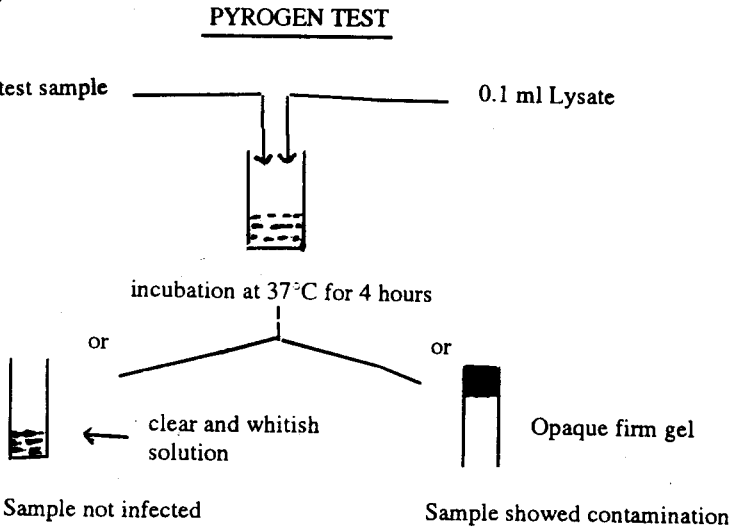 PYROGEN TEST
test sample
0.1 ml Lysate
incubation at 37°C for 4 hours
or
or
clear and whitish
solution
Opaque firm gel
Sample not infected
Sample showed contamination